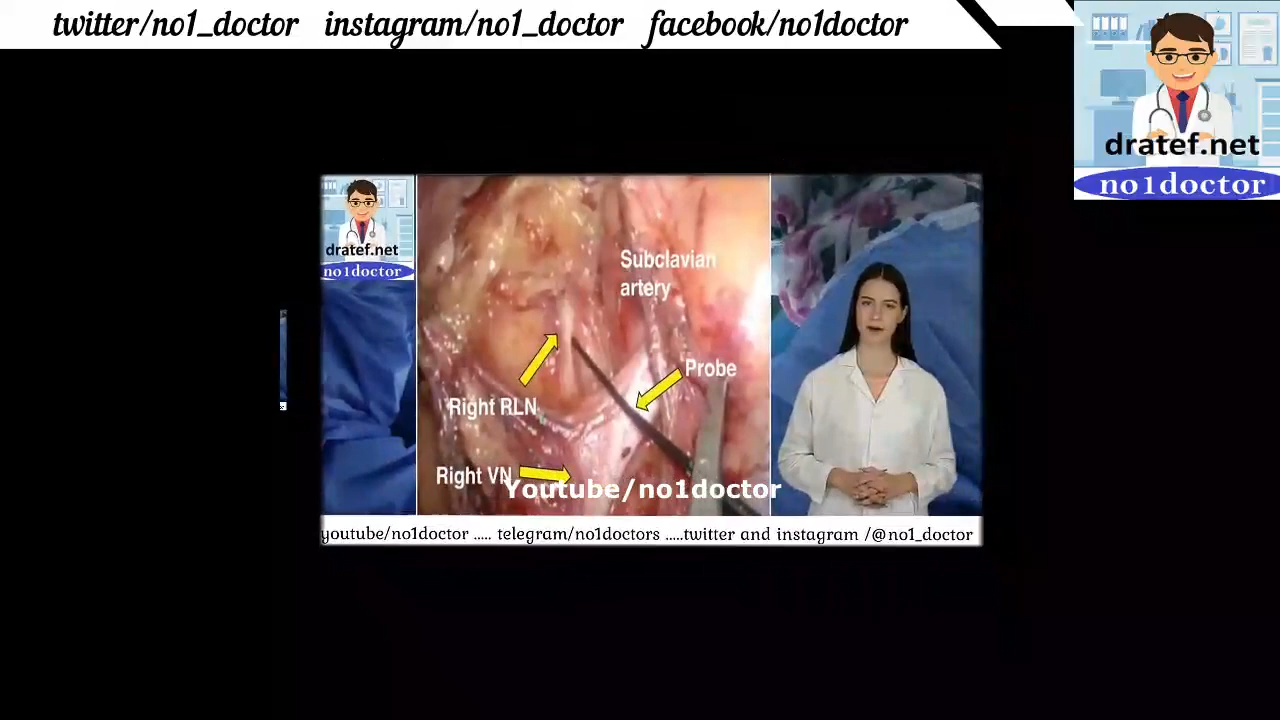 twitter/no1_doctor instagram/no1_doctor facebook/no1doctor
dratef.net
no1doctor
dratef.net
no1doctor
Subclavian
artery
Probe
Right RLN
Right VN
Youtube/no1doctor
youtube/no1doctor ..... telegram/no1doctors .....twitter and instagram /@no1_doctor